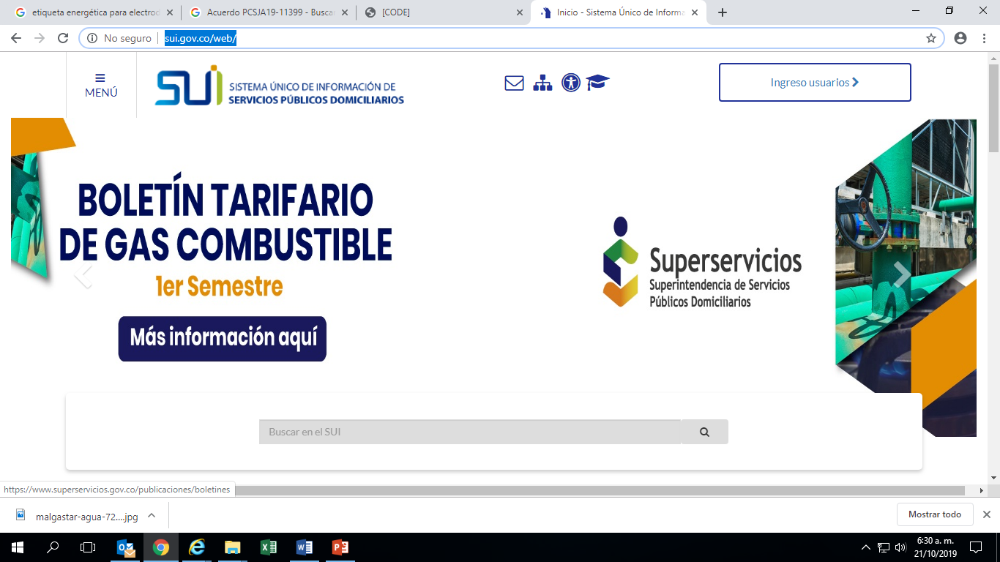 etiqueta energética para electrod
Acuerdo PCSJA19-11399 - Busca
[CODE]
Inicio - Sistema Único de Informa
No seguro
sui.gov.co/web/
MENÚ
SUI
SISTEMA ÚNICO DE INFORMACIÓN DE
SERVICIOS PÚBLICOS DOMICILIARIOS
Ingreso usuarios
BOLETÍN TARIFARIO
DE GAS COMBUSTIBLE
1er Semestre
Más información aquí
Superservicios
Superintendencia de Servicios
Públicos Domiciliarios
Buscar en el SUI
https://www.superservicios.gov.co/publicaciones/boletines
malgastar-agua-72....jpg
Mostrar todo
6:30 a. m.
21/10/2019